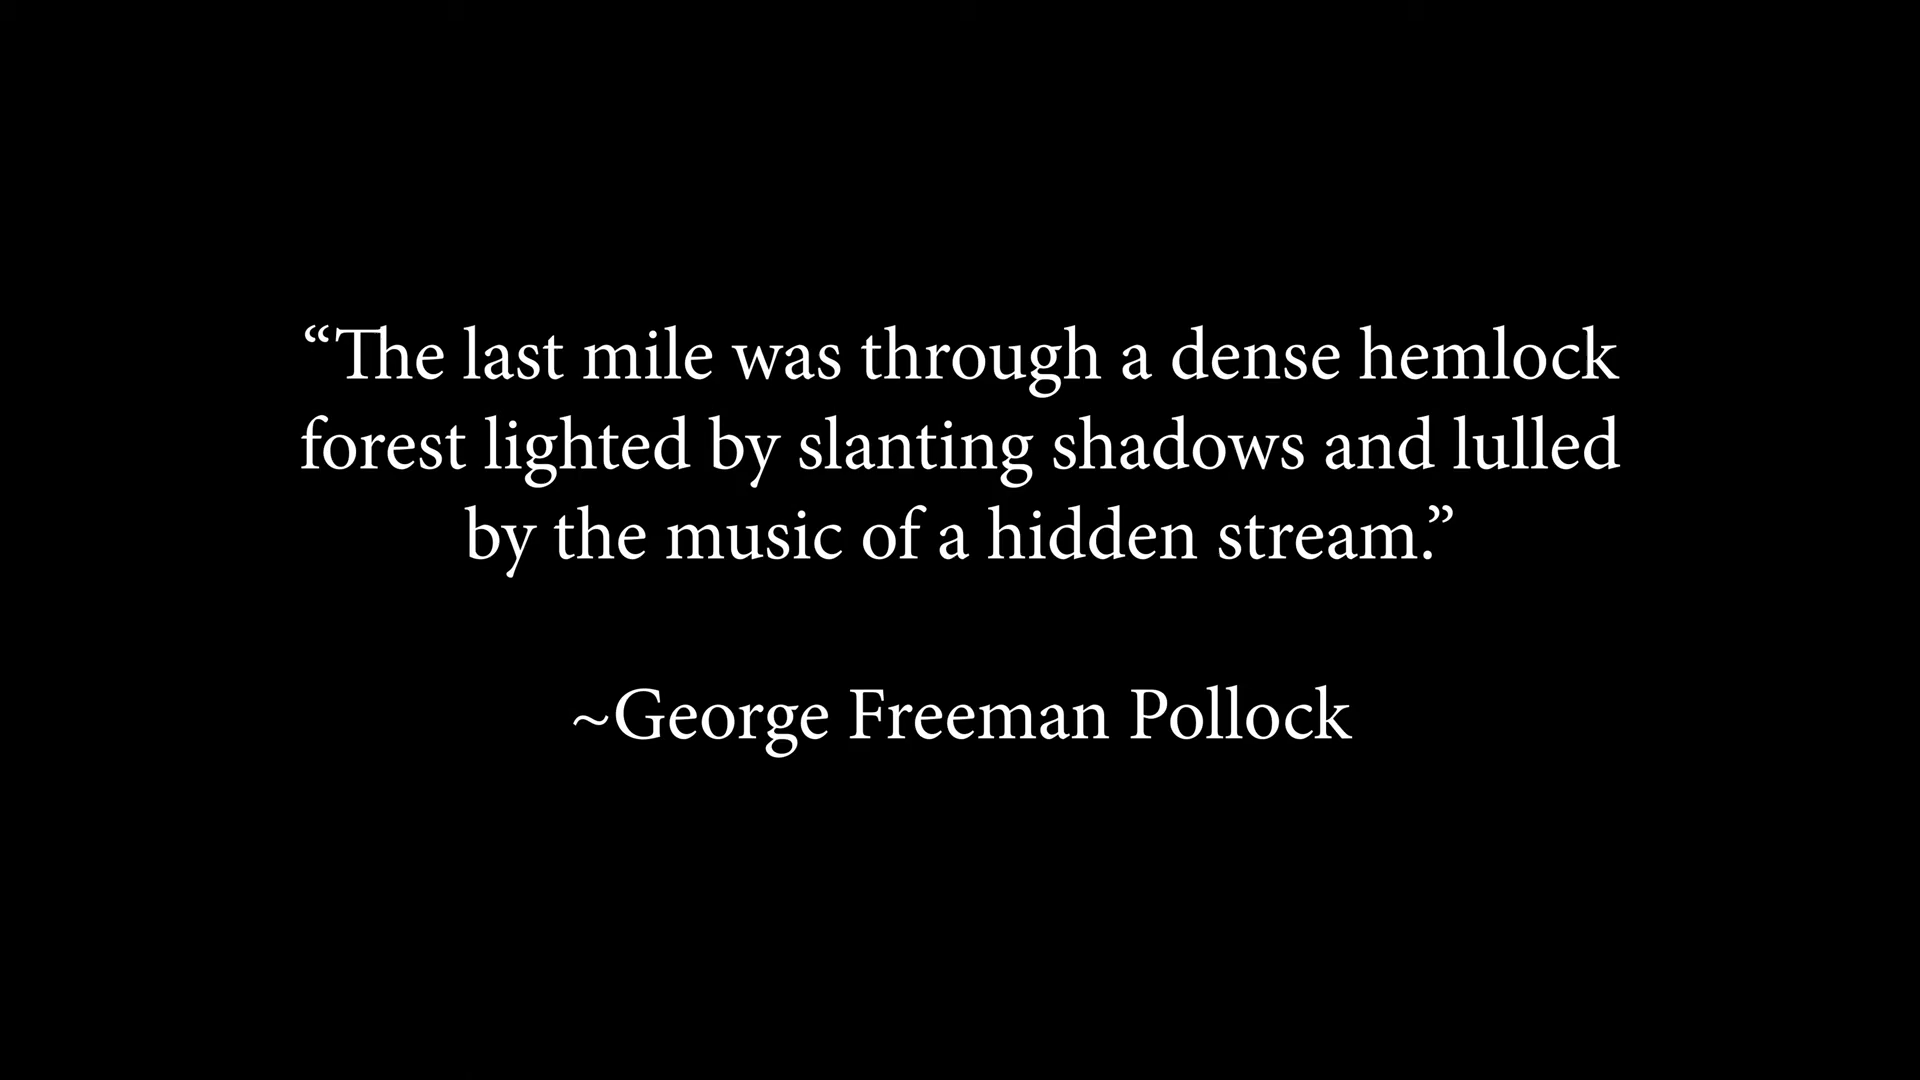 “The last mile was through a dense hemlock
forest lighted by slanting shadows and lulled
by the music of a hidden stream.”
~George Freeman Pollock